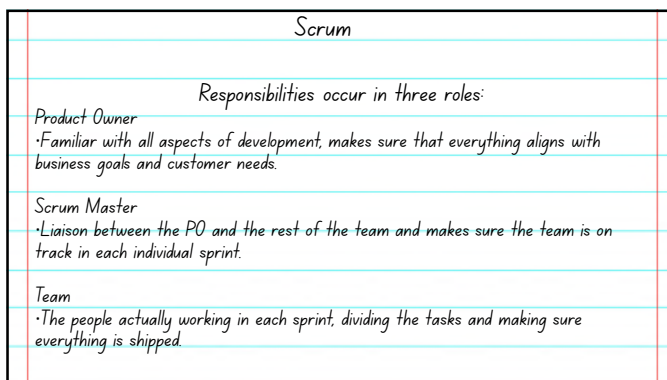 Scrum
Responsibilities occur in three roles:
Product Owner
•Familiar with all aspects of development, makes sure that everything aligns with
business goals and customer needs.
Scrum Master
•Liaison between the PO and the rest of the team and makes sure the team is on
track in each individual sprint.
Team
•The people actually working in each sprint, dividing the tasks and making sure
everything is shipped.